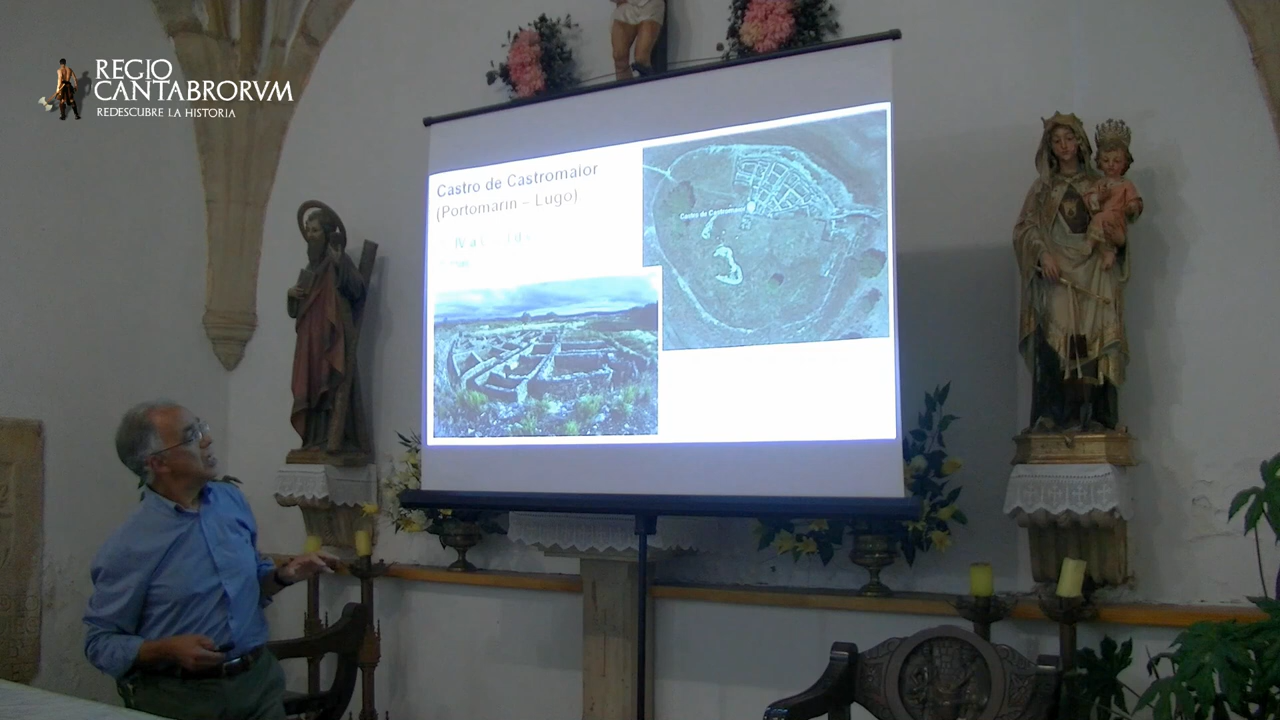 REGIO
CANTABRORVM
REDESCUBRE LA HISTORIA
Castro de Castromaior
(Portomarín – Lugo)
Castro de Castromaior